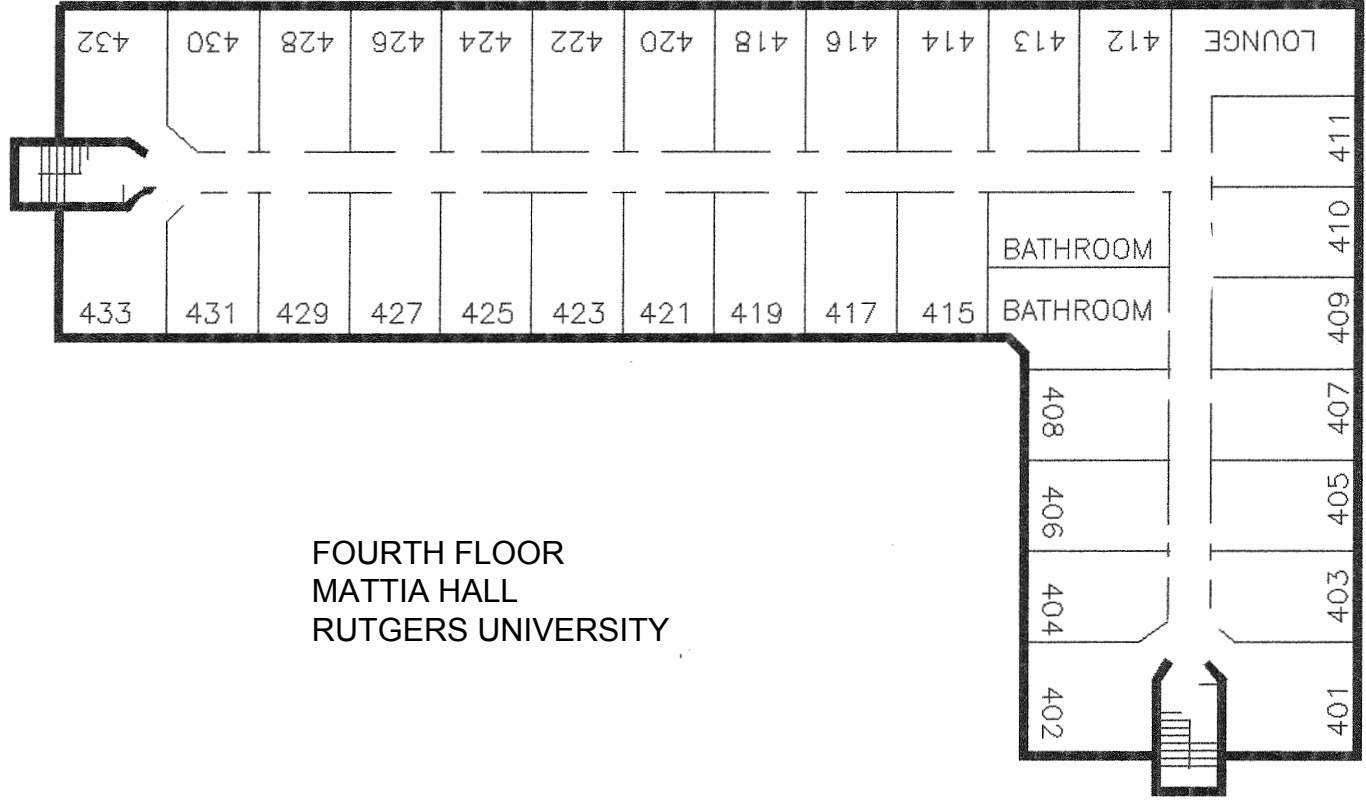 432 430 428 426 424 422 420 418 416 414 413 412 LOUNGE
411
410
BATHROOM
433 431 429 427 425 423 421 419 417 415 BATHROOM
409
408
407
406
405
404
403
402
401
FOURTH FLOOR
MATTIA HALL
RUTGERS UNIVERSITY